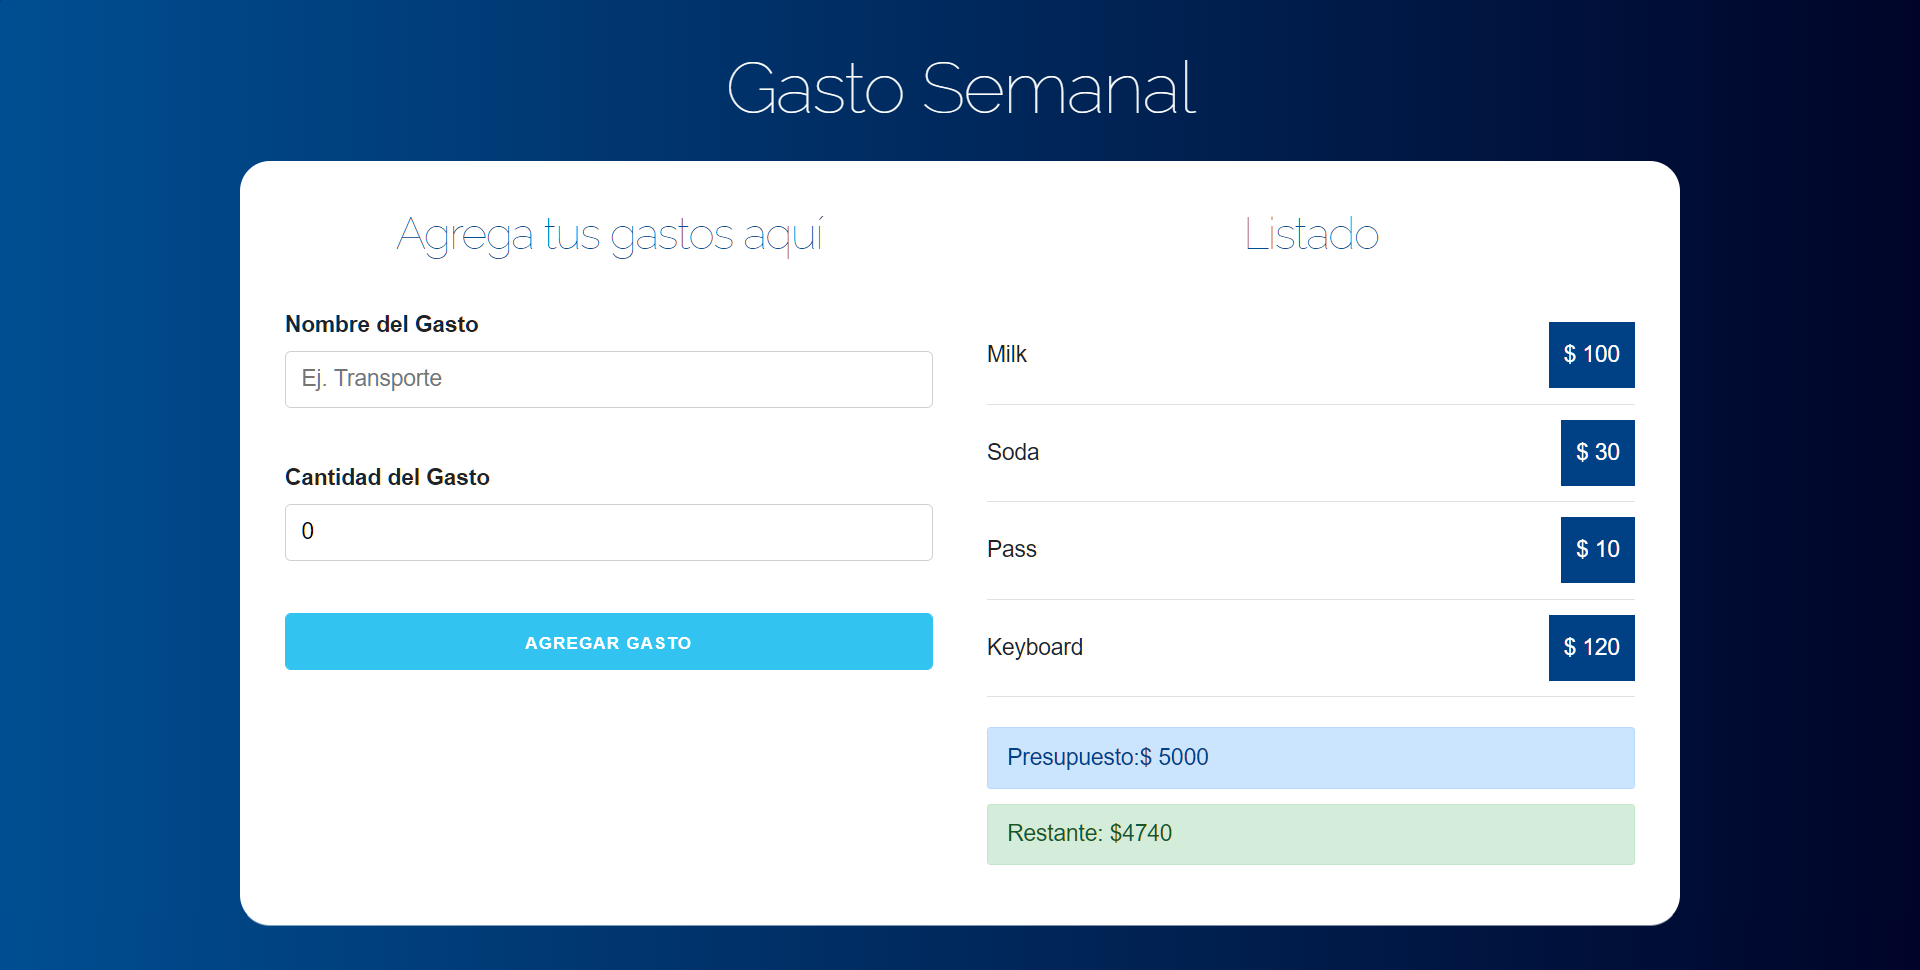 Gasto Semanal
Agrega tus gastos aquí
Nombre del Gasto
Ej. Transporte
Cantidad del Gasto
0
AGREGAR GASTO
Listado
Milk $ 100
Soda $ 30
Pass $ 10
Keyboard $ 120
Presupuesto:$ 5000
Restante: $4740